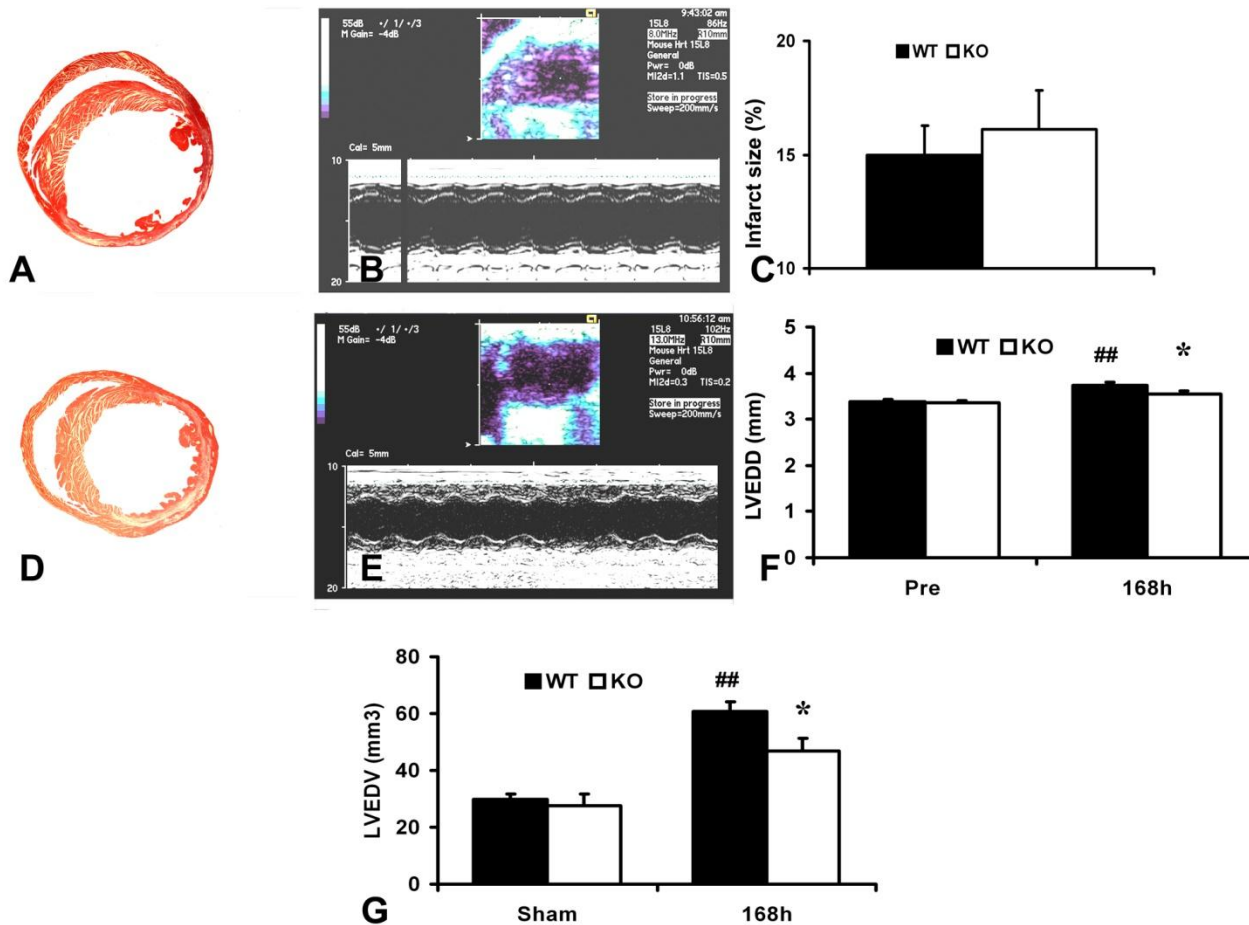 A
55dB •/ 1/ •/3
M Gain= -4dB
9:43:02 am
15L8 86Hz
8.0MHz R10mm
Mouse Hrt 15L8
General
Pwr= 0dB
MI2d=1.1 TIS=0.5
Store in progress
Sweep=200mm/s
Cal= 5mm
10
20
B
20
15
10
Infarct size (%)
WT KO
C
D
55dB •/ 1/ •/3
M Gain= -4dB
10:56:12 am
15L8 102Hz
13.0MHz R10mm
Mouse Hrt 15L8
General
Pwr= 0dB
MI2d=0.3 TIS=0.2
Store in progress
Sweep=200mm/s
Cal= 5mm
10
20
E
5
4
3
2
1
0
LVEDD (mm)
WT KO
## *
Pre 168h
F
80
60
40
20
0
LVEDV (mm3)
WT KO
##
*
Sham 168h
G